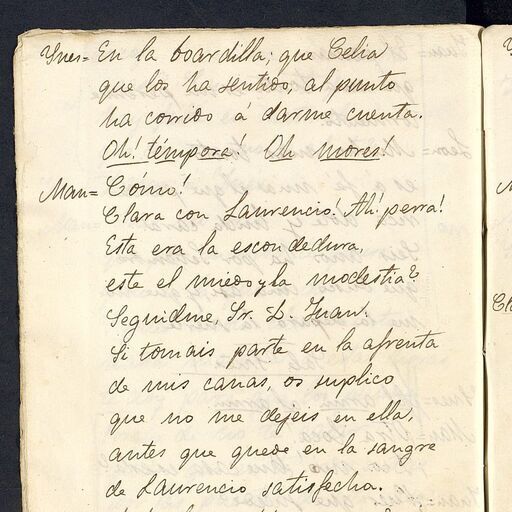 Ynes= En la boardilla; que Celia
que los ha sentido, al punto
ha corrido á darme cuenta.
Oh! témpora! Oh mores!
Man= Cómo!
Clara con Laurencio! Ah! perra!
Esta era la escondedura,
este el miedo y la modestia?
Seguidme, Sr. D. Juan.
Si tomais parte en la afrenta
de mis canas, os suplico
que no me dejeis en ella,
antes que quede en la sangre
de Laurencio satisfecha.